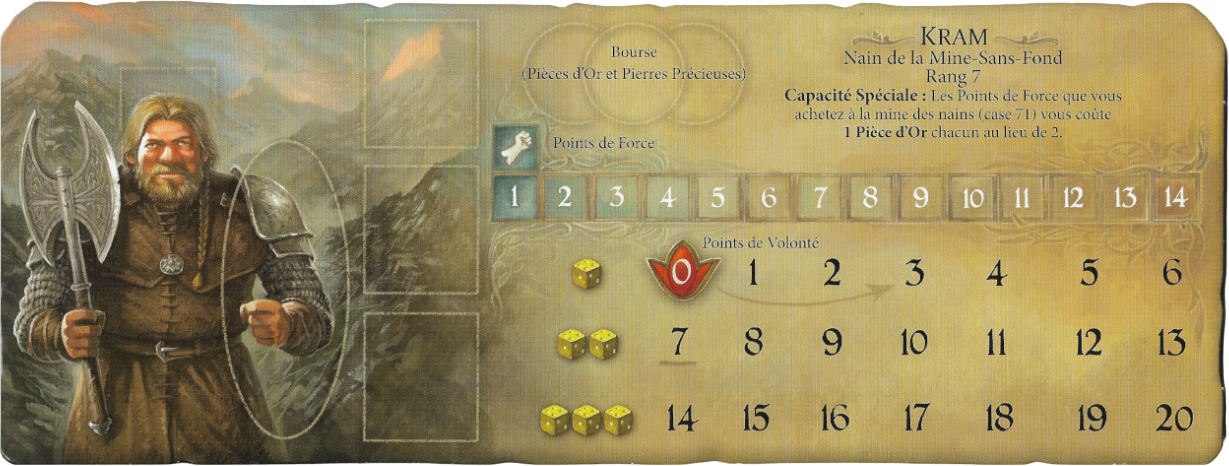 Bourse
(Pièces d'Or et Pierres Précieuses)
KRAM
Nain de la Mine-Sans-Fond
Rang 7
Capacité Spéciale : Les Points de Force que vous
achetez à la mine des nains (case 71) vous coûte
1 Pièce d'Or chacun au lieu de 2.
Points de Force
1 2 3 4 5 6 7 8 9 10 11 12 13 14
Points de Volonté
0 1 2 3 4 5 6
7 8 9 10 11 12 13
14 15 16 17 18 19 20